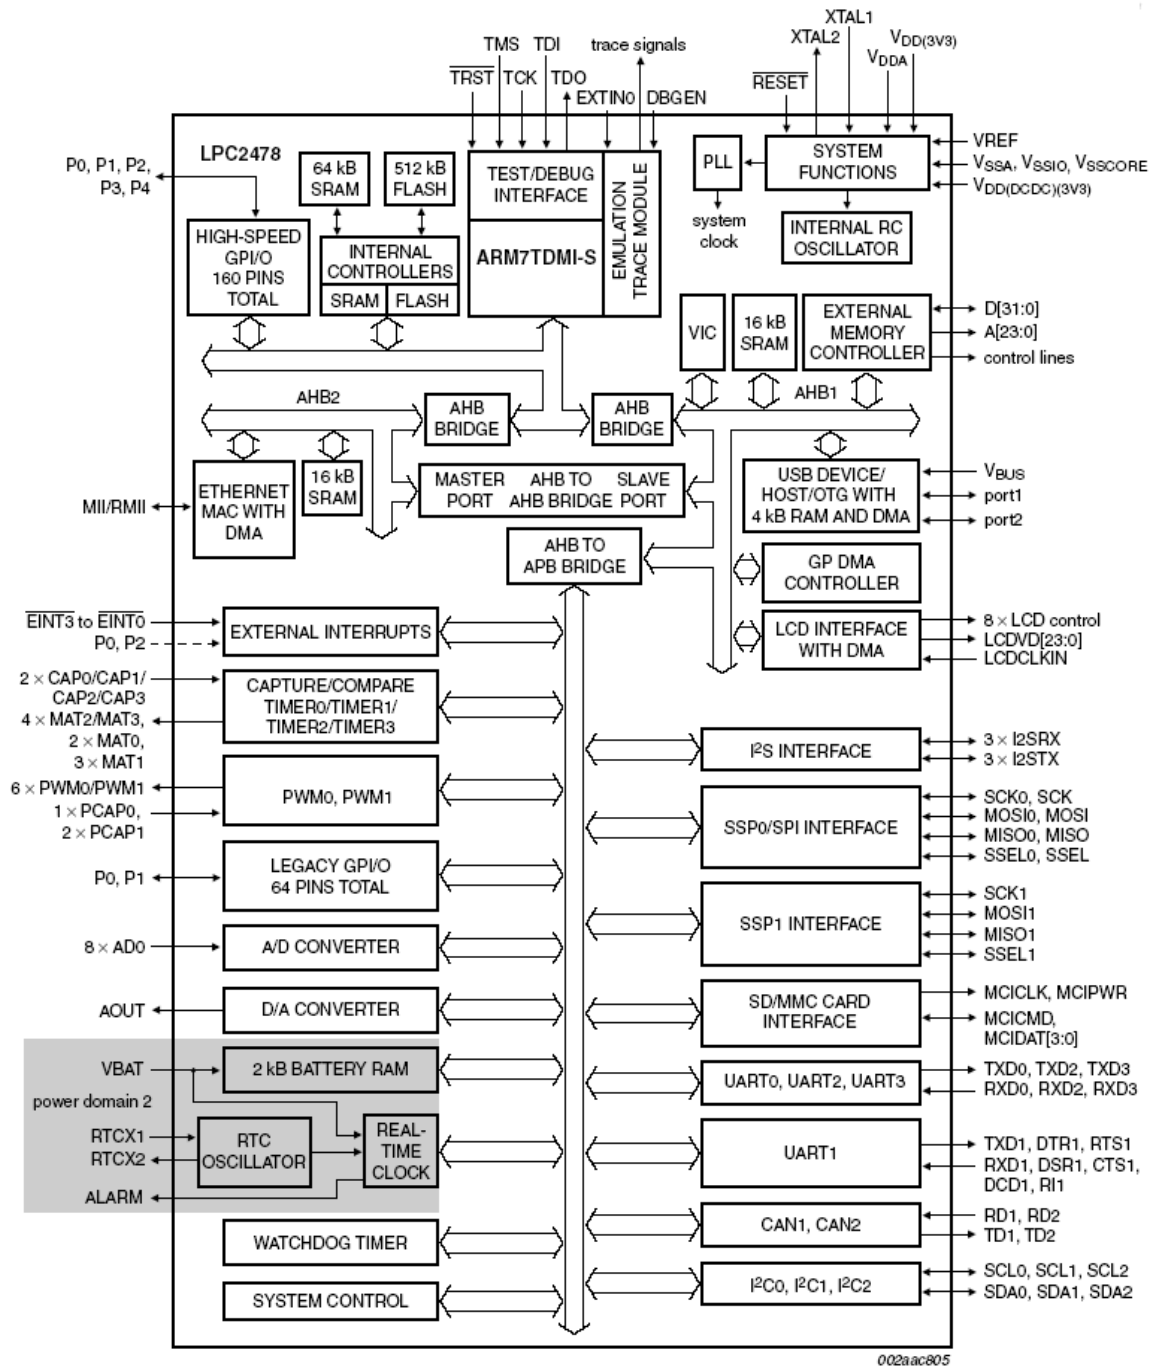 XTAL1
XTAL2
VDD(3V3)
VDDA
TMS TDI trace signals
TRST TCK TDO
EXTIN0 DBGEN
RESET
LPC2478
P0, P1, P2,
P3, P4
64 kB
SRAM
512 kB
FLASH
TEST/DEBUG
INTERFACE
EMULATION
TRACE MODULE
ARM7TDMI-S
PLL
SYSTEM
FUNCTIONS
VREF
VSSA, VSSIO, VSSCORE
VDD(DCDC)(3V3)
system
clock
INTERNAL RC
OSCILLATOR
HIGH-SPEED
GPI/O
160 PINS
TOTAL
INTERNAL
CONTROLLERS
SRAM FLASH
VIC
16 kB
SRAM
EXTERNAL
MEMORY
CONTROLLER
D[31:0]
A[23:0]
control lines
AHB2
AHB
BRIDGE
AHB
BRIDGE
AHB1
ETHERNET
MAC WITH
DMA
MII/RMII
16 kB
SRAM
MASTER AHB TO SLAVE
PORT AHB BRIDGE PORT
USB DEVICE/
HOST/OTG WITH
4 kB RAM AND DMA
VBUS
port1
port2
AHB TO
APB BRIDGE
GP DMA
CONTROLLER
EINT3 to EINT0
P0, P2
EXTERNAL INTERRUPTS
LCD INTERFACE
WITH DMA
8 × LCD control
LCDVD[23:0]
LCDCLKIN
2 × CAP0/CAP1/
CAP2/CAP3
4 × MAT2/MAT3,
2 × MAT0,
3 × MAT1
CAPTURE/COMPARE
TIMER0/TIMER1/
TIMER2/TIMER3
I2S INTERFACE
3 × I2SRX
3 × I2STX
6 × PWM0/PWM1
1 × PCAP0,
2 × PCAP1
PWM0, PWM1
SSP0/SPI INTERFACE
SCK0, SCK
MOSI0, MOSI
MISO0, MISO
SSEL0, SSEL
P0, P1
LEGACY GPI/O
64 PINS TOTAL
SSP1 INTERFACE
SCK1
MOSI1
MISO1
SSEL1
8 × AD0
A/D CONVERTER
SD/MMC CARD
INTERFACE
MCICLK, MCIPWR
MCICMD,
MCIDAT[3:0]
AOUT
D/A CONVERTER
VBAT
2 kB BATTERY RAM
UART0, UART2, UART3
TXD0, TXD2, TXD3
RXD0, RXD2, RXD3
power domain 2
RTCX1
RTCX2
RTC
OSCILLATOR
REAL-
TIME
CLOCK
ALARM
UART1
TXD1, DTR1, RTS1
RXD1, DSR1, CTS1,
DCD1, RI1
WATCHDOG TIMER
CAN1, CAN2
RD1, RD2
TD1, TD2
SYSTEM CONTROL
I2C0, I2C1, I2C2
SCL0, SCL1, SCL2
SDA0, SDA1, SDA2
002aac805